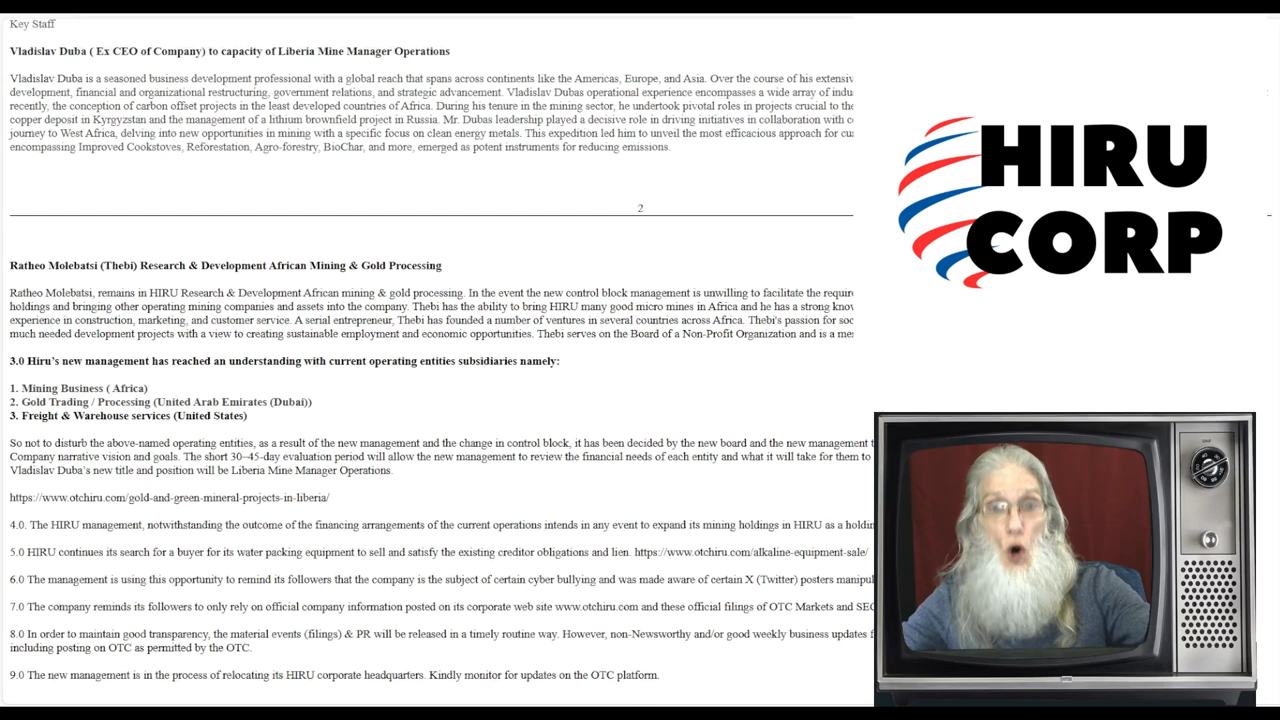 Key Staff
Vladislav Duba ( Ex CEO of Company) to capacity of Liberia Mine Manager Operations
Vladislav Duba is a seasoned business development professional with a global reach that spans across continents like the Americas, Europe, and Asia. Over the course of his
development, financial and organizational restructuring, government relations, and strategic advancement. Vladislav Dubas operational experience encompasses a wide array of
recently, the conception of carbon offset projects in the least developed countries of Africa. During his tenure in the mining sector, he undertook pivotal roles in projects crucial to the
copper deposit in Kyrgyzstan and the management of a lithium brownfield project in Russia. Mr. Dubas leadership played a decisive role in driving initiatives in collaboration with
journey to West Africa, delving into new opportunities in mining with a specific focus on clean energy metals. This expedition led him to unveil the most efficacious approach for
encompassing Improved Cookstoves, Reforestation, Agro-forestry, BioChar, and more, emerged as potent instruments for reducing emissions.
2
Ratheo Molebatsi (Thebi) Research & Development African Mining & Gold Processing
Ratheo Molebatsi, remains in HIRU Research & Development African mining & gold processing. In the event the new control block management is unwilling to facilitate the
holdings and bringing other operating mining companies and assets into the company. Thebi has the ability to bring HIRU many good micro mines in Africa and he has a strong
experience in construction, marketing, and customer service. A serial entrepreneur, Thebi has founded a number of ventures in several countries across Africa. Thebi's passion for
much needed development projects with a view to creating sustainable employment and economic opportunities. Thebi serves on the Board of a Non-Profit Organization and is a
3.0 Hiru's new management has reached an understanding with current operating entities subsidiaries namely:
1. Mining Business ( Africa)
2. Gold Trading / Processing (United Arab Emirates (Dubai))
3. Freight & Warehouse services (United States)
So not to disturb the above-named operating entities, as a result of the new management and the change in control block, it has been decided by the new board and the new management
Company narrative vision and goals. The short 30–45-day evaluation period will allow the new management to review the financial needs of each entity and what it will take for them to
Vladislav Duba's new title and position will be Liberia Mine Manager Operations.
https://www.otchiru.com/gold-and-green-mineral-projects-in-liberia/
4.0. The HIRU management, notwithstanding the outcome of the financing arrangements of the current operations intends in any event to expand its mining holdings in HIRU as a
5.0 HIRU continues its search for a buyer for its water packing equipment to sell and satisfy the existing creditor obligations and lien. https://www.otchiru.com/alkaline-equipment-sale/
6.0 The management is using this opportunity to remind its followers that the company is the subject of certain cyber bullying and was made aware of certain X (Twitter) posters
7.0 The company reminds its followers to only rely on official company information posted on its corporate web site www.otchiru.com and these official filings of OTC Markets and
8.0 In order to maintain good transparency, the material events (filings) & PR will be released in a timely routine way. However, non-Newsworthy and/or good weekly business updates
including posting on OTC as permitted by the OTC.
9.0 The new management is in the process of relocating its HIRU corporate headquarters. Kindly monitor for updates on the OTC platform.
HIRU
CORP